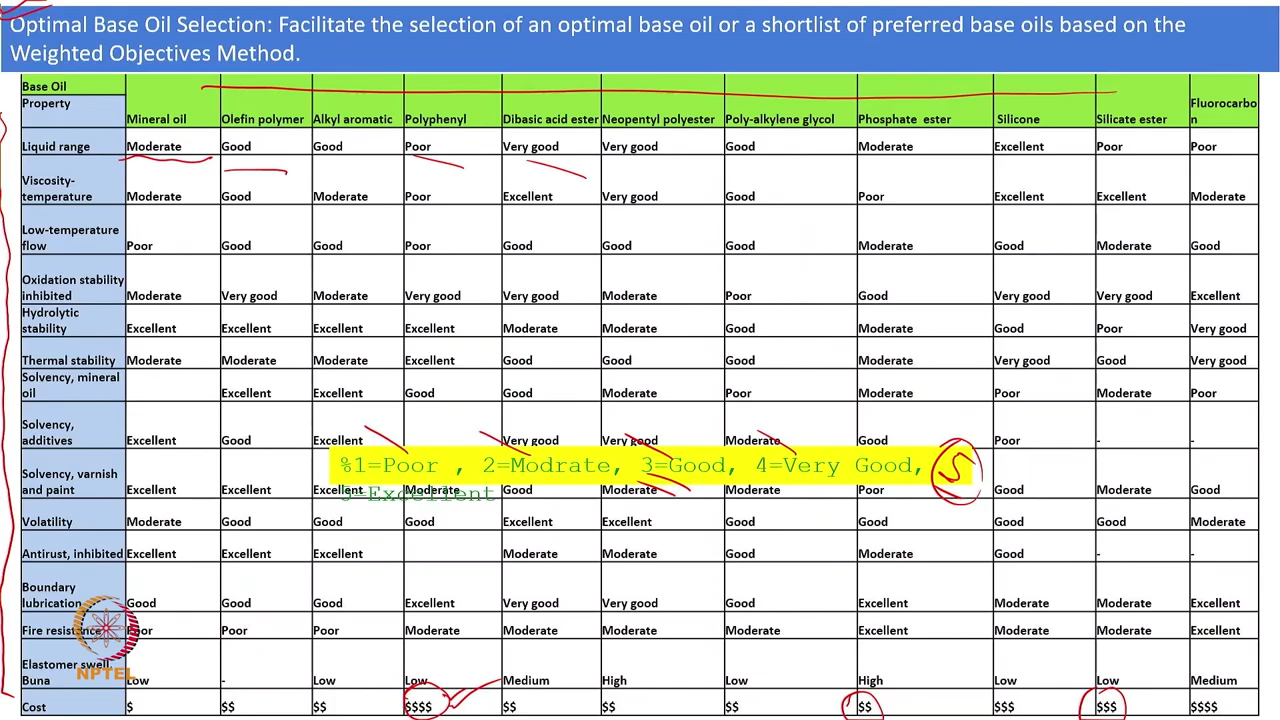 Optimal Base Oil Selection: Facilitate the selection of an optimal base oil or a shortlist of preferred base oils based on the
Weighted Objectives Method.
Base Oil
Property Mineral oil Olefin polymer Alkyl aromatic Polyphenyl Dibasic acid ester Neopentyl polyester Poly-alkylene glycol Phosphate ester Silicone Silicate ester Fluorocarbo
n
Liquid range Moderate Good Good Poor Very good Very good Good Moderate Excellent Poor Poor
Viscosity-
temperature Moderate Good Moderate Poor Excellent Very good Good Poor Excellent Excellent Moderate
Low-temperature
flow Poor Good Good Poor Good Good Good Moderate Good Moderate Good
Oxidation stability
inhibited Moderate Very good Moderate Very good Very good Moderate Poor Good Very good Very good Excellent
Hydrolytic
stability Excellent Excellent Excellent Excellent Moderate Moderate Good Moderate Good Poor Very good
Thermal stability Moderate Moderate Moderate Excellent Good Good Good Moderate Very good Good Very good
Solvency, mineral
oil Excellent Excellent Good Good Moderate Poor Moderate Poor Moderate Poor
Solvency,
additives Excellent Good Excellent Very good Very good Moderate Good Poor - -
%1=Poor , 2=Modrate, 3=Good, 4=Very Good, 5
5=Excellent
Solvency, varnish
and paint Excellent Excellent Excellent Moderate Good Moderate Moderate Poor Good Moderate Good
Volatility Moderate Good Good Good Excellent Excellent Good Good Good Good Moderate
Antirust, inhibited Excellent Excellent Excellent Moderate Moderate Good Moderate Good - -
Boundary
lubrication Good Good Good Excellent Very good Very good Good Excellent Moderate Moderate Excellent
Fire resistance Poor Poor Poor Moderate Moderate Moderate Moderate Excellent Moderate Moderate Excellent
Elastomer swell
Buna Low - Low Low Medium High Low High Low Low Medium
NPTEL
Cost $ $$ $$ $$$$ $$ $$ $$ $$ $$$ $$$ $$$$